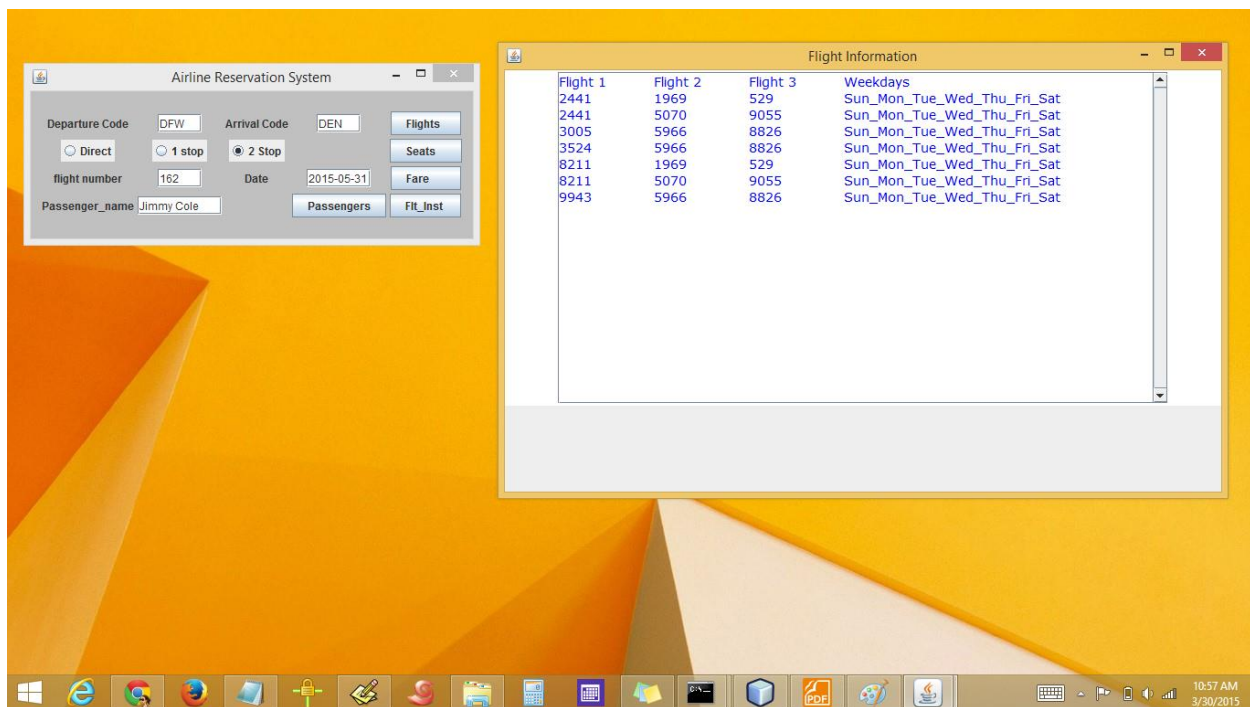 Airline Reservation System
Departure Code DFW Arrival Code DEN Flights
Direct 1 stop 2 Stop Seats
flight number 162 Date 2015-05-31 Fare
Passenger_name Jimmy Cole Passengers Flt_Inst
Flight Information
Flight 1 Flight 2 Flight 3 Weekdays
2441 1969 529 Sun_Mon_Tue_Wed_Thu_Fri_Sat
2441 5070 9055 Sun_Mon_Tue_Wed_Thu_Fri_Sat
3005 5966 8826 Sun_Mon_Tue_Wed_Thu_Fri_Sat
3524 5966 8826 Sun_Mon_Tue_Wed_Thu_Fri_Sat
8211 1969 529 Sun_Mon_Tue_Wed_Thu_Fri_Sat
8211 5070 9055 Sun_Mon_Tue_Wed_Thu_Fri_Sat
9943 5966 8826 Sun_Mon_Tue_Wed_Thu_Fri_Sat
C:\_
PDF
10:57 AM
3/30/2015